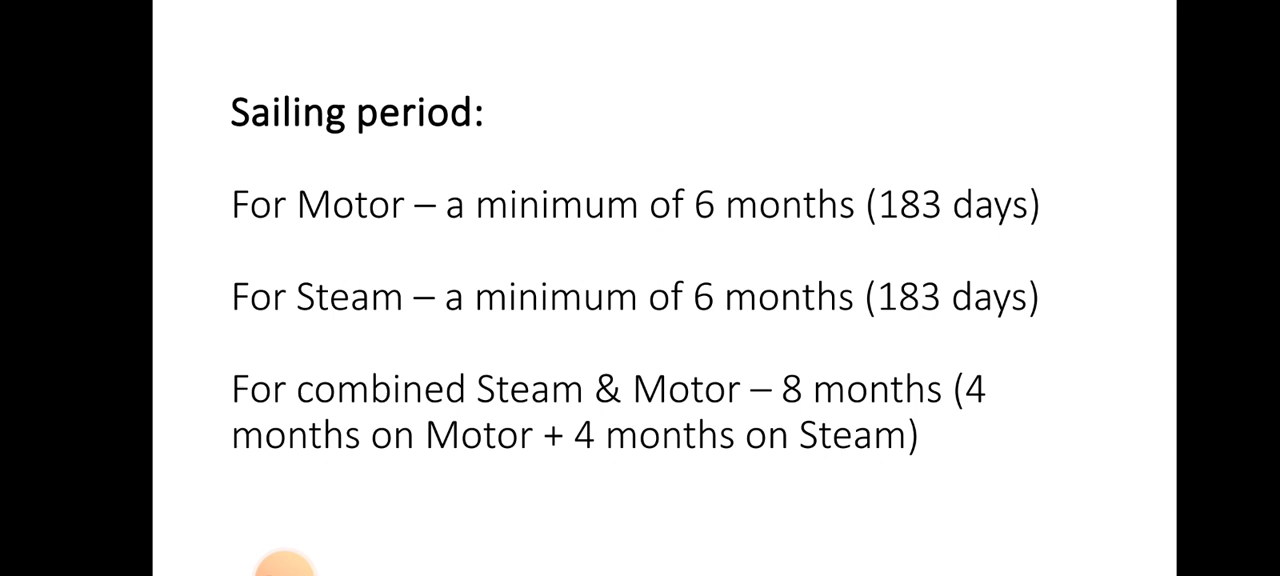 Sailing period:
For Motor – a minimum of 6 months (183 days)
For Steam – a minimum of 6 months (183 days)
For combined Steam & Motor – 8 months (4
months on Motor + 4 months on Steam)